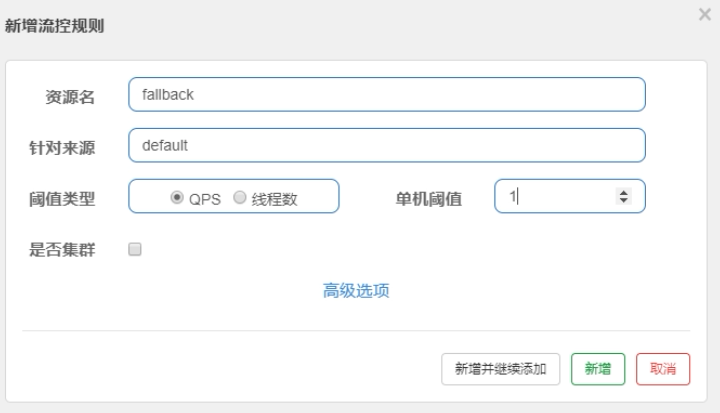 新增流控规则
×
资源名 fallback
针对来源 default
阈值类型 QPS 线程数 单机阈值 1
是否集群
高级选项
新增并继续添加 新增 取消